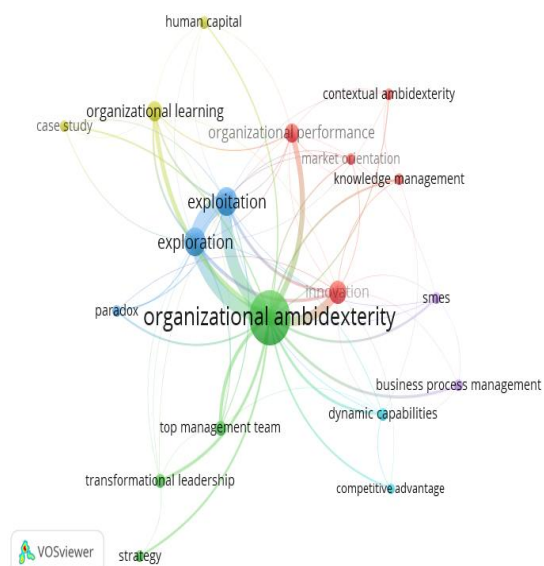 human capital
organizational learning
contextual ambidexterity
case study
organizational performance
market orientation
knowledge management
exploitation
exploration
innovation
smes
paradox
organizational ambidexterity
business process management
dynamic capabilities
top management team
transformational leadership
competitive advantage
strategy
VOSviewer